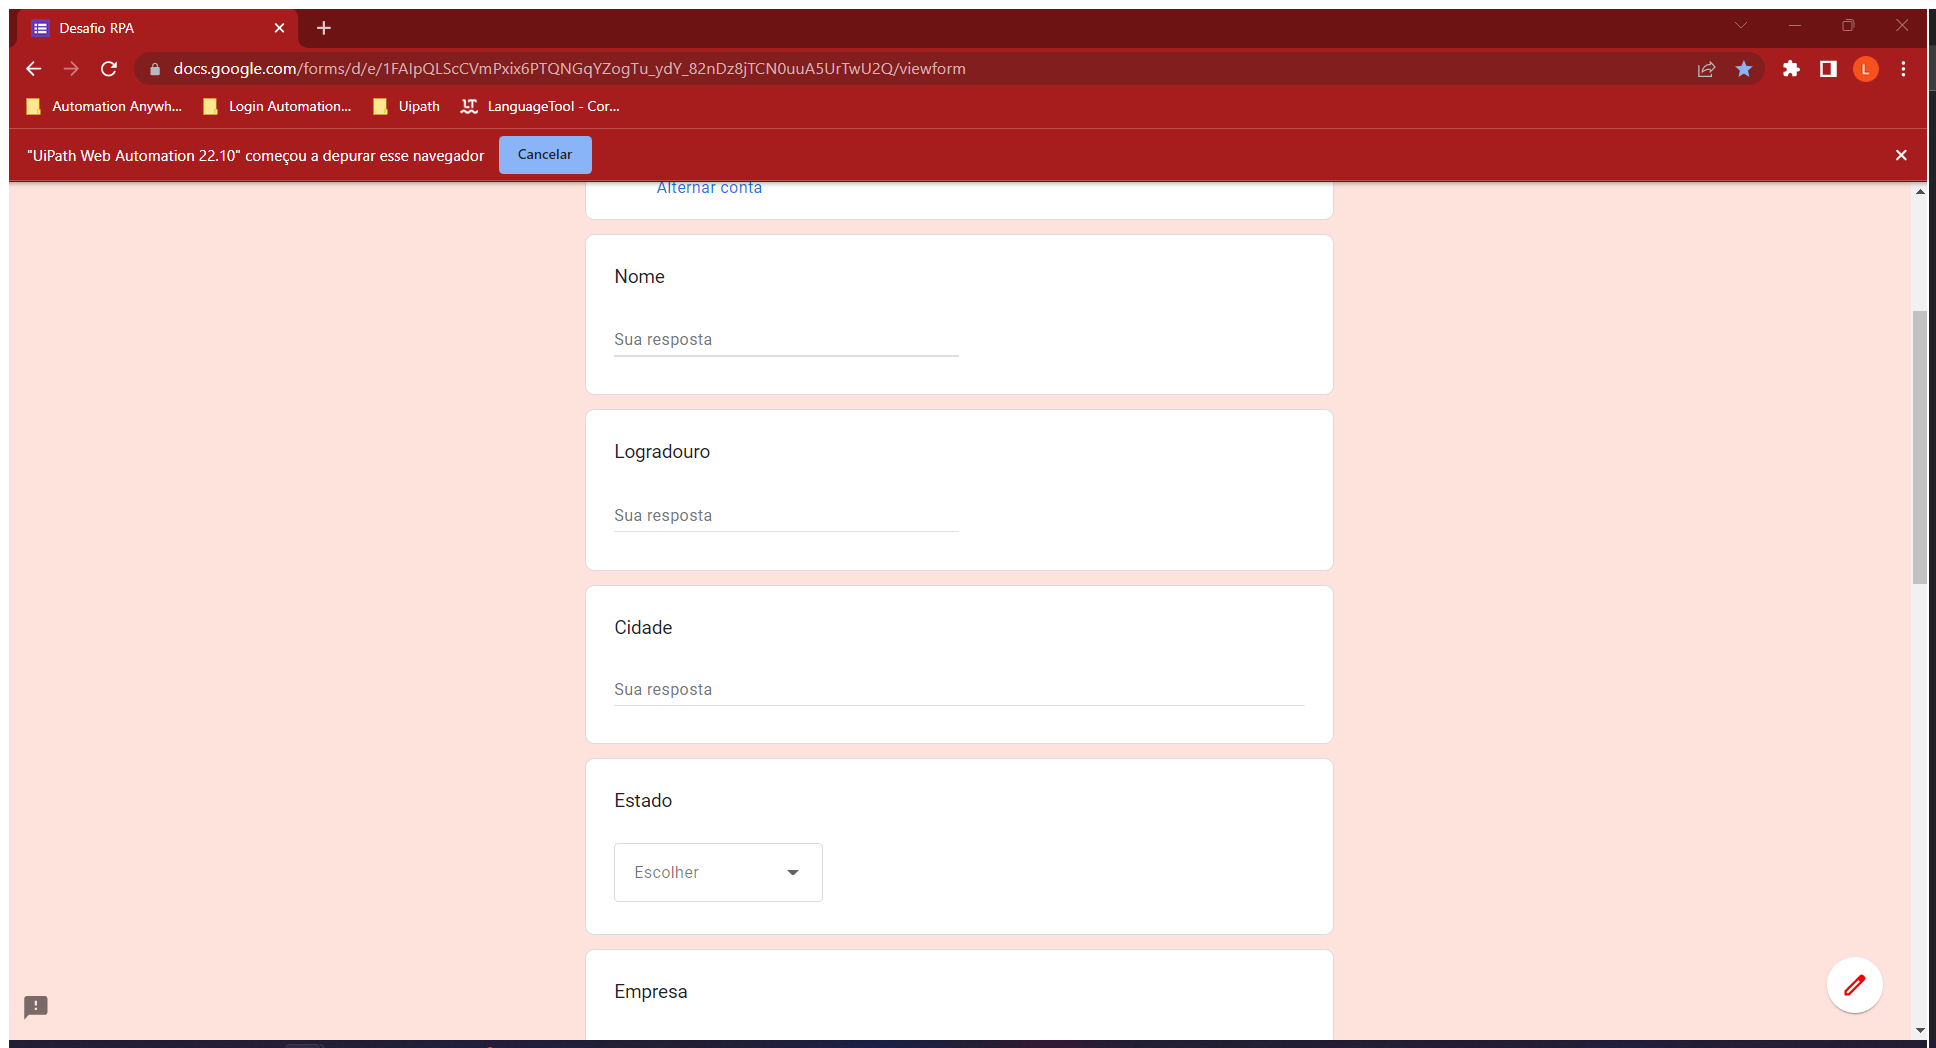 Desafio RPA
docs.google.com/forms/d/e/1FAIpQLScCVmPxix6PTQNGqYZogTu_ydY_82nDz8jTCN0uuA5UrTwU2Q/viewform
L
Automation Anywh... Login Automation... Uipath LT LanguageTool - Cor...
"UiPath Web Automation 22.10" começou a depurar esse navegador Cancelar
Alternar conta
Nome
Sua resposta
Logradouro
Sua resposta
Cidade
Sua resposta
Estado
Escolher
Empresa